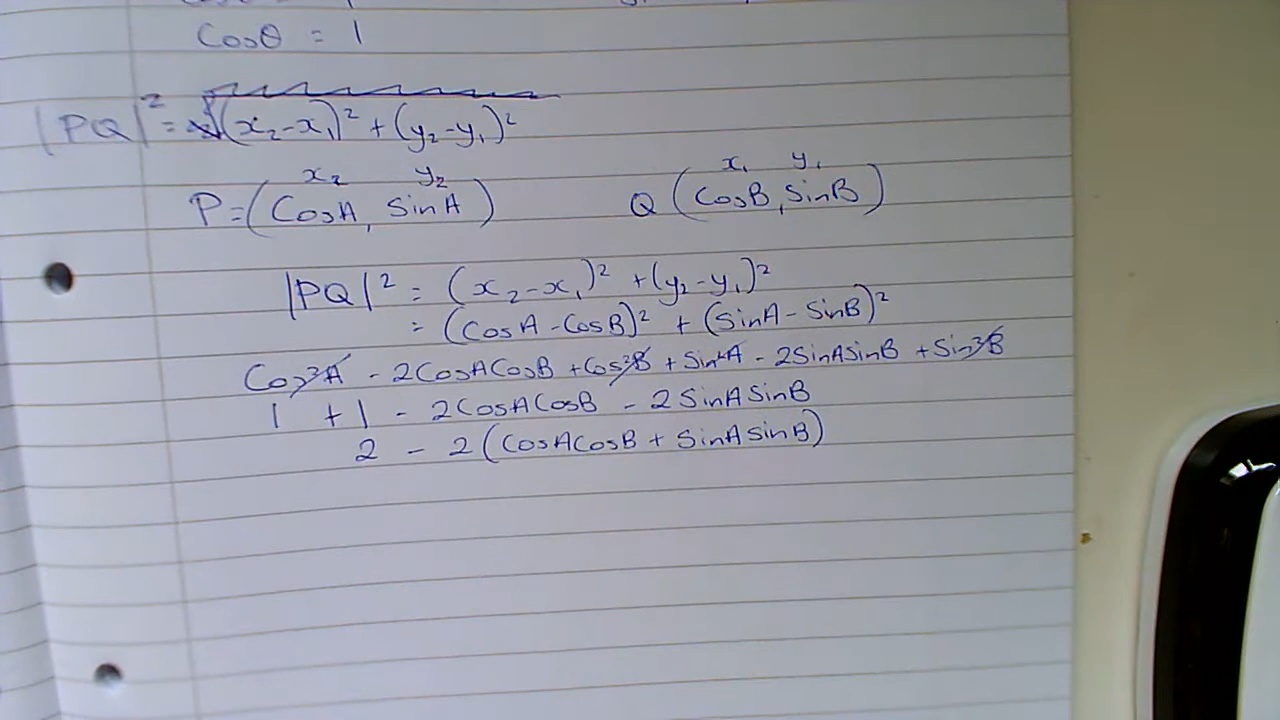 Cosθ = 1
|PQ|² = (x₂-x₁)² + (y₂-y₁)²
x₂ y₂ x₁ y₁
P=(CosA, SinA) Q (CosB, SinB)
|PQ|² = (x₂-x₁)² + (y₂-y₁)²
= (CosA - CosB)² + (SinA - SinB)²
Cos²A - 2CosACosB + Cos²B + Sin²A - 2SinASinB + Sin²B
1 + 1 - 2CosACosB - 2SinASinB
2 - 2(CosACosB + SinASinB)